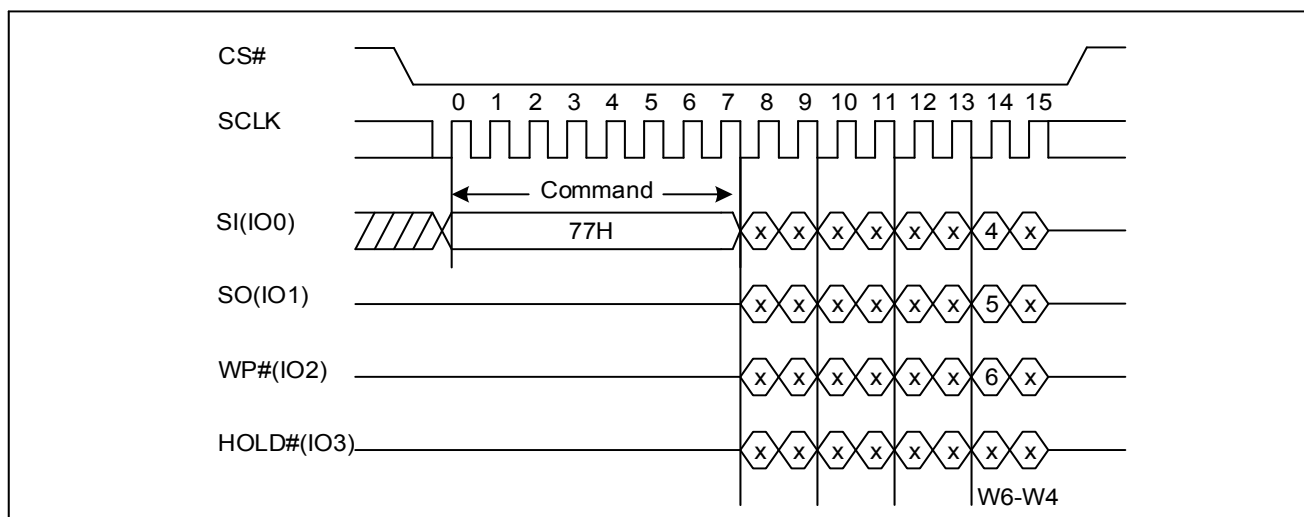 CS#
0 1 2 3 4 5 6 7 8 9 10 11 12 13 14 15
SCLK
Command
SI(IO0) 77H x x x x x x 4 x
SO(IO1) x x x x x x 5 x
WP#(IO2) x x x x x x 6 x
HOLD#(IO3) x x x x x x x x
W6-W4